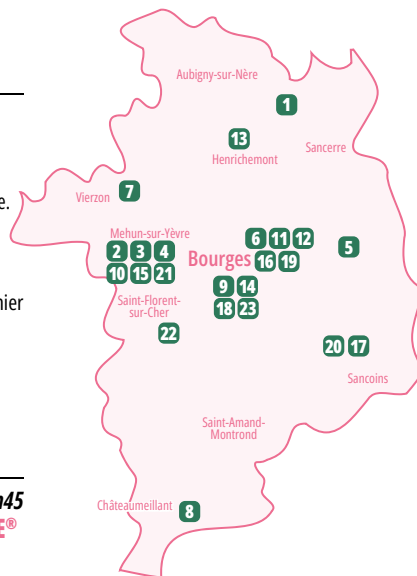 Aubigny-sur-Nère
1
13
Henrichemont
Sancerre
e.
7
Vierzon
Mehun-sur-Yèvre
2 3 4
6 11 12
5
Bourges
16 19
10 15 21
9 14
Saint-Florent-
sur-Cher
nier
18 23
22
20 17
Sancoins
Saint-Amand-
Montrond
45
Châteaumeillant
8
E®